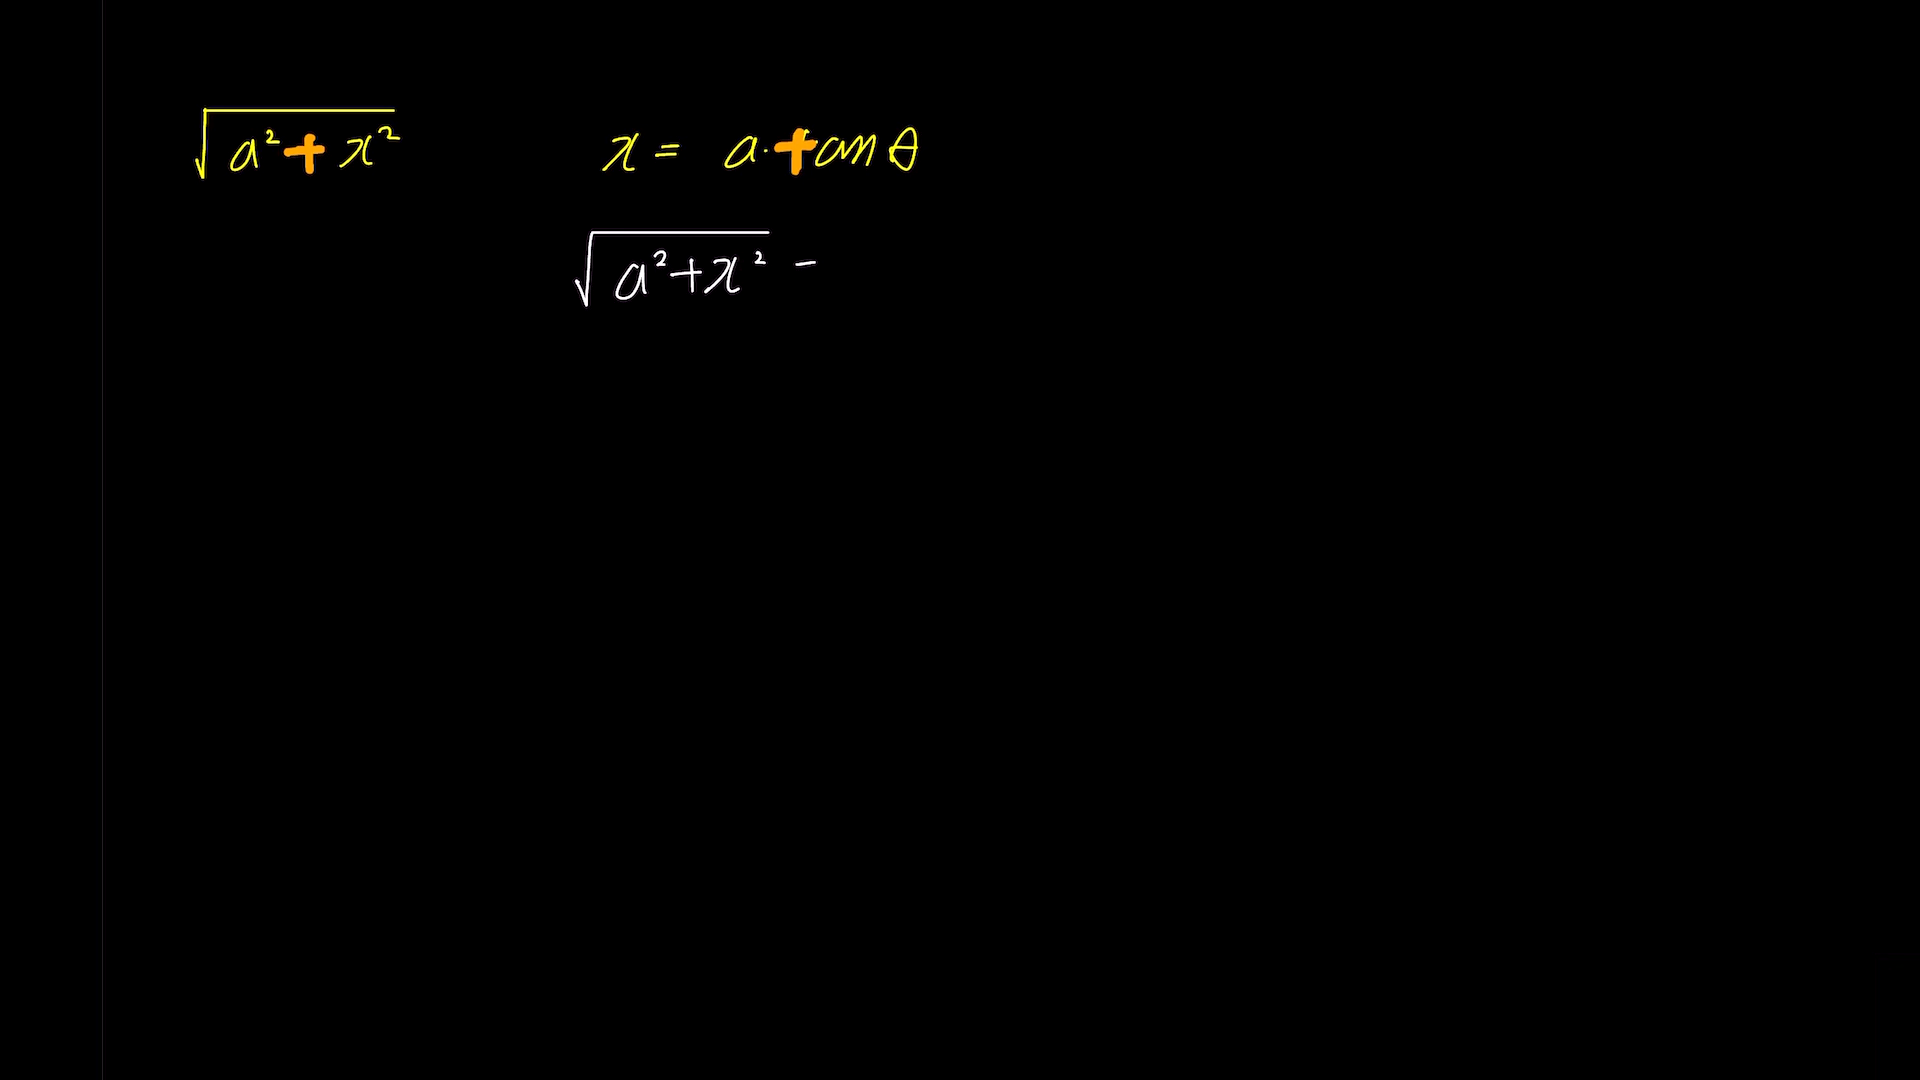 √(a² + x²) x = a · tan θ
√(a² + x²) −